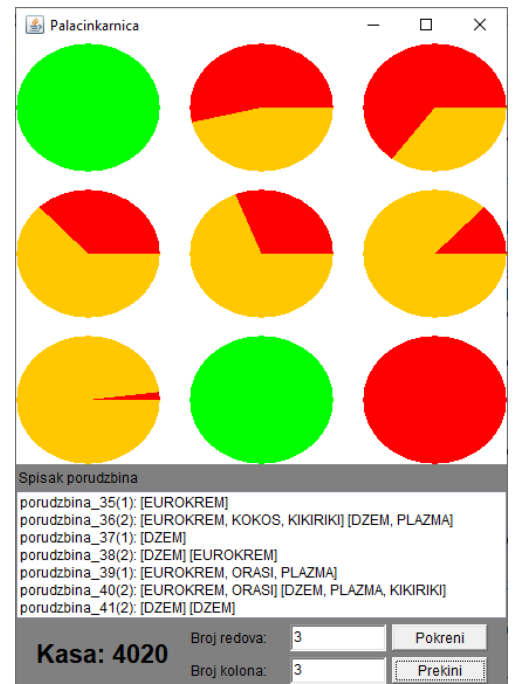 Palacinkarnica
Spisak porudzbina
porudzbina_35(1): [EUROKREM]
porudzbina_36(2): [EUROKREM, KOKOS, KIKIRIKI] [DZEM, PLAZMA]
porudzbina_37(1): [DZEM]
porudzbina_38(2): [DZEM] [EUROKREM]
porudzbina_39(1): [EUROKREM, ORASI, PLAZMA]
porudzbina_40(2): [EUROKREM, ORASI] [DZEM, PLAZMA, KIKIRIKI]
porudzbina_41(2): [DZEM] [DZEM]
Kasa: 4020
Broj redova: 3 Pokreni
Broj kolona: 3 Prekini